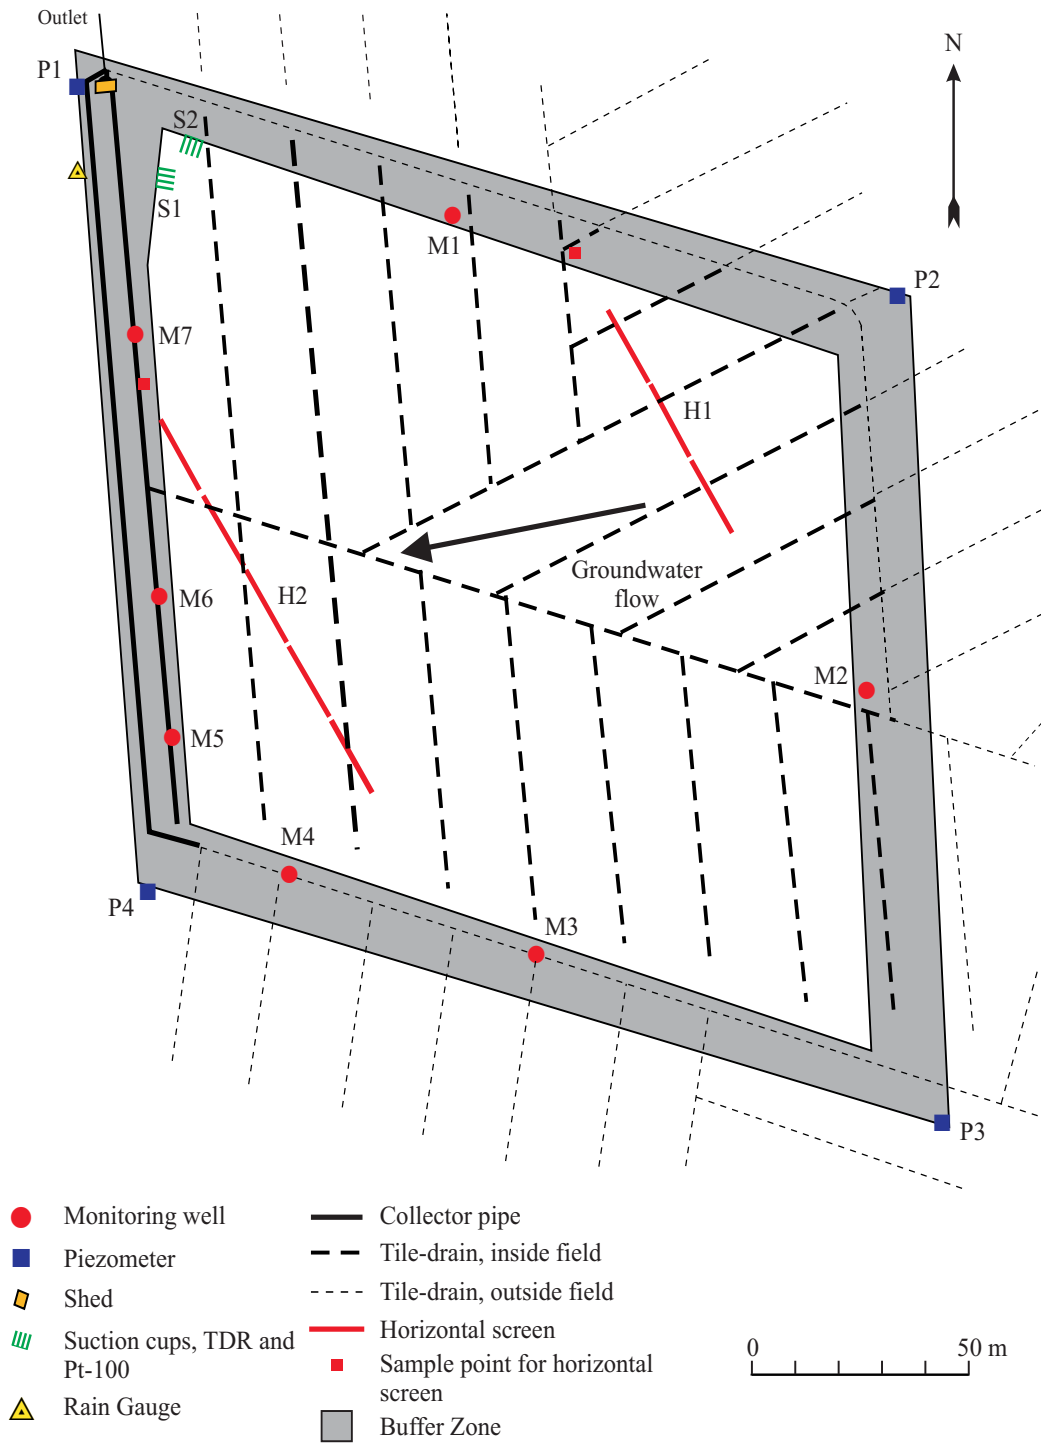 Outlet
N
P1
S2
S1
M1
P2
M7
H1
Groundwater
flow
H2
M6
M2
M5
M4
M3
P4
P3
Monitoring well
Piezometer
Shed
Suction cups, TDR and
Pt-100
Rain Gauge
Collector pipe
Tile-drain, inside field
Tile-drain, outside field
Horizontal screen
Sample point for horizontal
screen
Buffer Zone
0 50 m